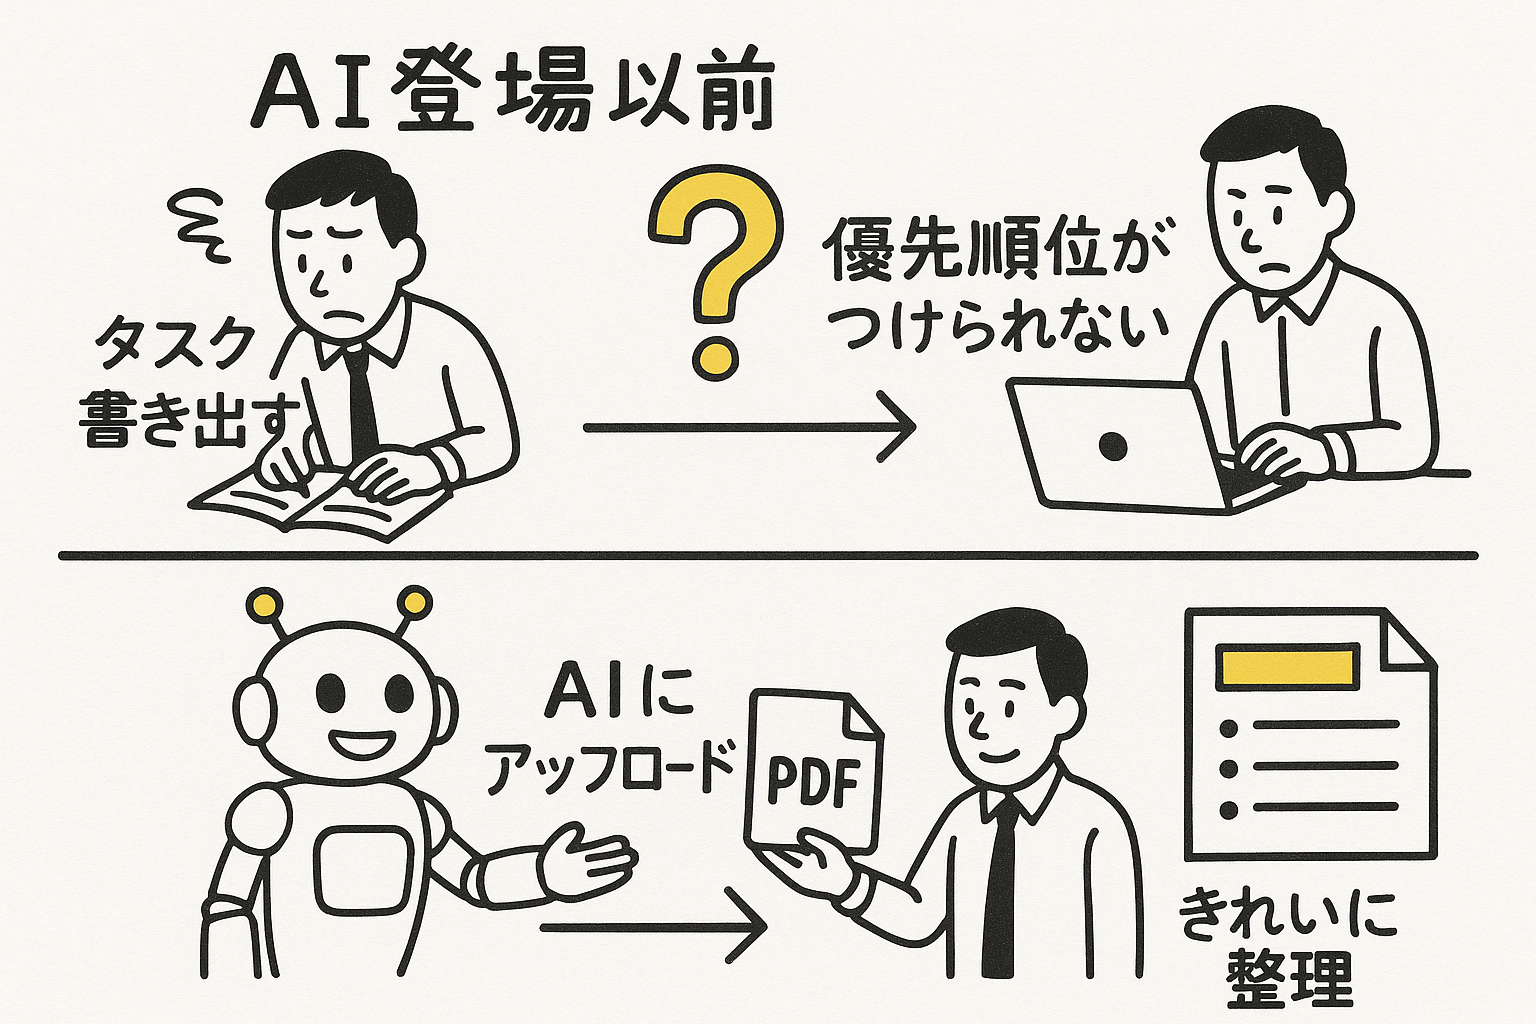 AI登場以前
タスク
書き出す
?
優先順位が
つけられない
AIに
アップロード
PDF
きれいに
整理